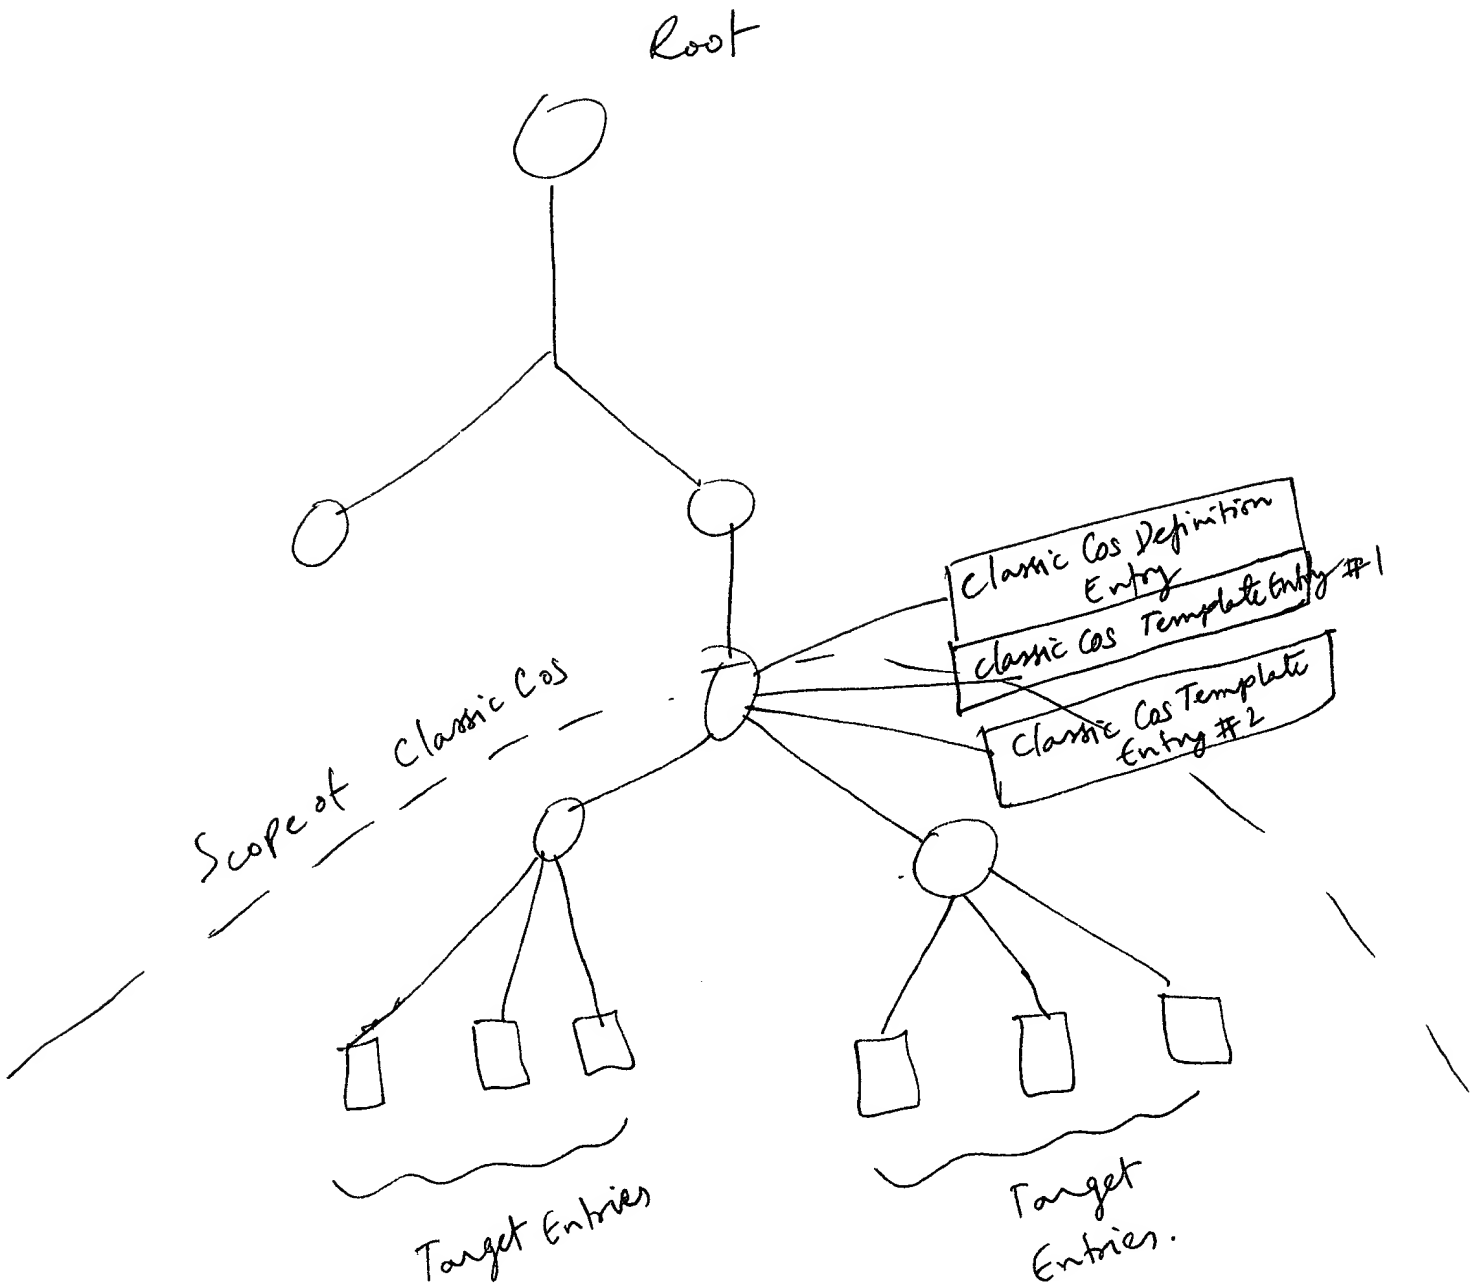 Root
Classic Cos Definition
Entry
Classic Cos Template Entry #1
Classic Cos Template
Entry #2
Scope of Classic Cos
Target Entries
Target
Entries.